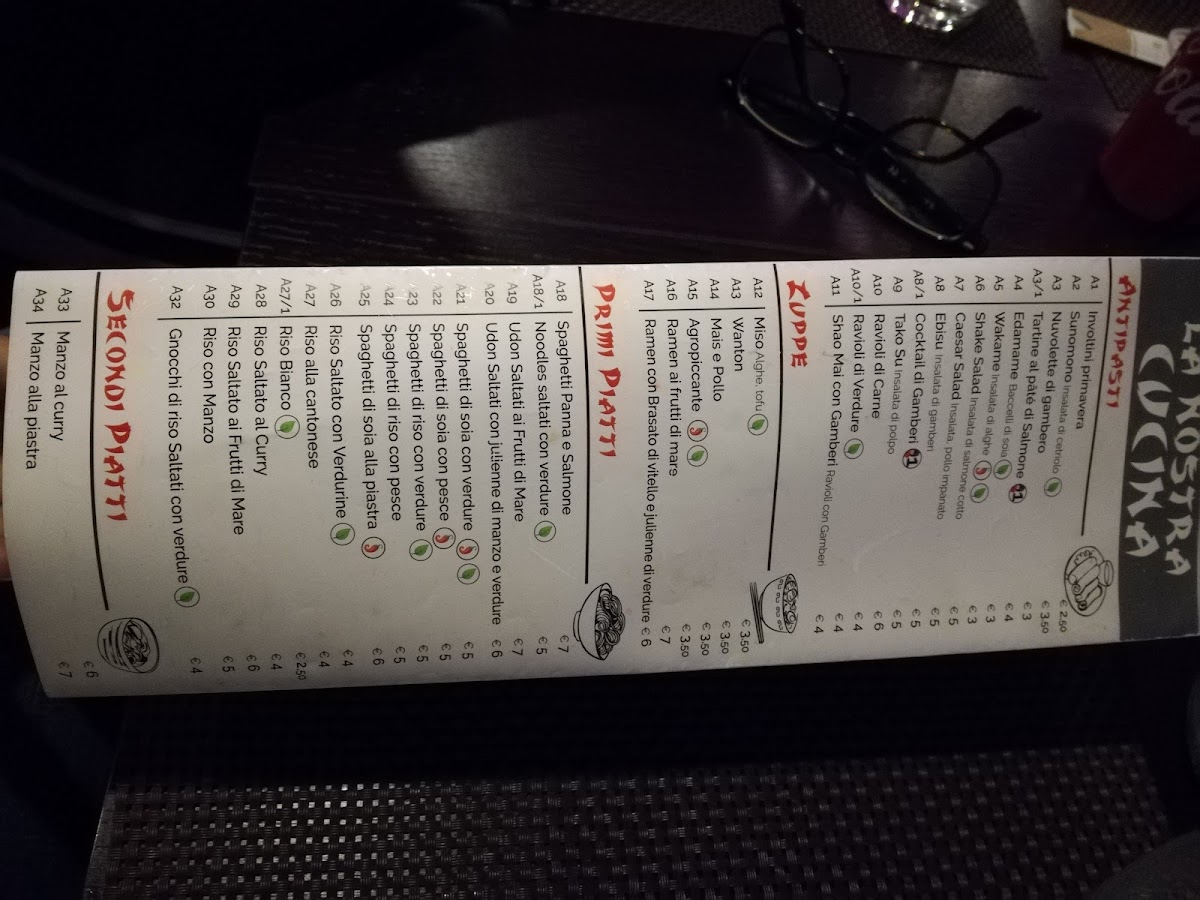 LA NOSTRA
CUCINA
ANTIPASTI
A1 Involtini primavera € 2.50
A2 Sunomono Insalata di cetriolo € 3.50
A3 Nuvolette di gambero € 3
A3/1 Tartine al pâté di Salmone € 4
A4 Edamame Baccelli di soia € 3
A5 Wakame Insalata di alghe € 3
A6 Shake Salad Insalata di salmone cotto € 5
A7 Caesar Salad Insalata, pollo impanato € 5
A8 Ebisu Insalata di gamberi € 5
A8/1 Cocktail di Gamberi € 5
A9 Tako Su Insalata di polpo € 6
A10 Ravioli di Carne € 4
A10/1 Ravioli di Verdure € 4
A11 Shao Mai con Gamberi Ravioli con Gamberi € 4
ZUPPE
A12 Miso Alghe, tofu € 3.50
A13 Wanton € 3.50
A14 Mais e Pollo € 3.50
A15 Agropiccante € 3.50
A16 Ramen ai frutti di mare € 7
A17 Ramen con Brasato di vitello e julienne di verdure € 6
PRIMI PIATTI
A18 Spaghetti Panna e Salmone € 7
A18/1 Noodles saltati con verdure € 5
A19 Udon Saltati ai Frutti di Mare € 7
A20 Udon Saltati con julienne di manzo e verdure € 6
A21 Spaghetti di soia con verdure € 5
A22 Spaghetti di soia con pesce € 5
A23 Spaghetti di riso con verdure € 5
A24 Spaghetti di riso con pesce € 5
A25 Spaghetti di soia alla piastra € 6
A26 Riso Saltato con Verdurine € 4
A27 Riso alla cantonese € 4
A27/1 Riso Bianco € 2.50
A28 Riso Saltato al Curry € 4
A29 Riso Saltato ai Frutti di Mare € 6
A30 Riso con Manzo € 5
A32 Gnocchi di riso Saltati con verdure € 4
SECONDI PIATTI
A33 Manzo al curry € 6
A34 Manzo alla piastra € 7